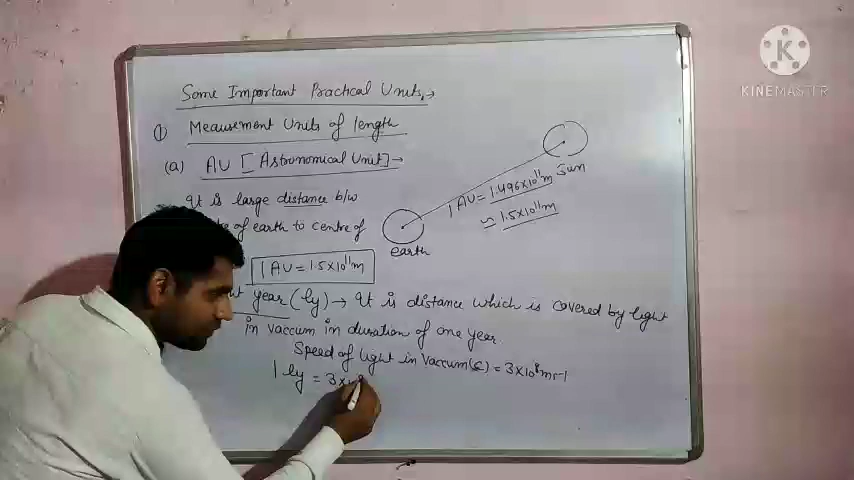 Some Important Practical Units,→
① Meausement Units of length
(a) AU [Astronomical Unit]→
It is large distance b/w
of earth to centre of
1 AU = 1.5×10¹¹m
1 AU = 1.496×10¹¹m
≃ 1.5×10¹¹m
Sun
earth
year (ly) → It is distance which is covered by light
in vaccum in duration of one year.
Speed of light in vaccum(c) = 3×10⁸ms-1
1 ly = 3×10⁸
K
KINEMASTER